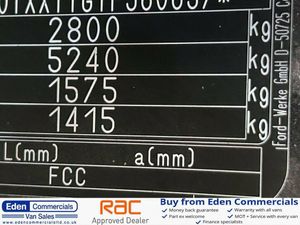 2800 kg
5240 kg
1575 kg
1415 kg
L(mm) a(mm)
FCC
Ford-Werke GmbH D-50725
Eden Commercials
Van Sales
www.edencommercialsltd.co.uk
RAC
Approved Dealer
Buy from Eden Commercials
Money back guarantee
Warranty with all vans
Part ex welcome
MOT + Service with every van
Finance specialists